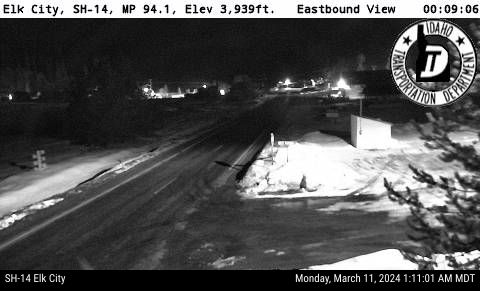 Elk City, SH-14, MP 94.1, Elev 3,939ft. Eastbound View 00:09:06
IDAHO
TRANSPORTATION DEPARTMENT
SH-14 Elk City Monday, March 11, 2024 1:11:01 AM MDT